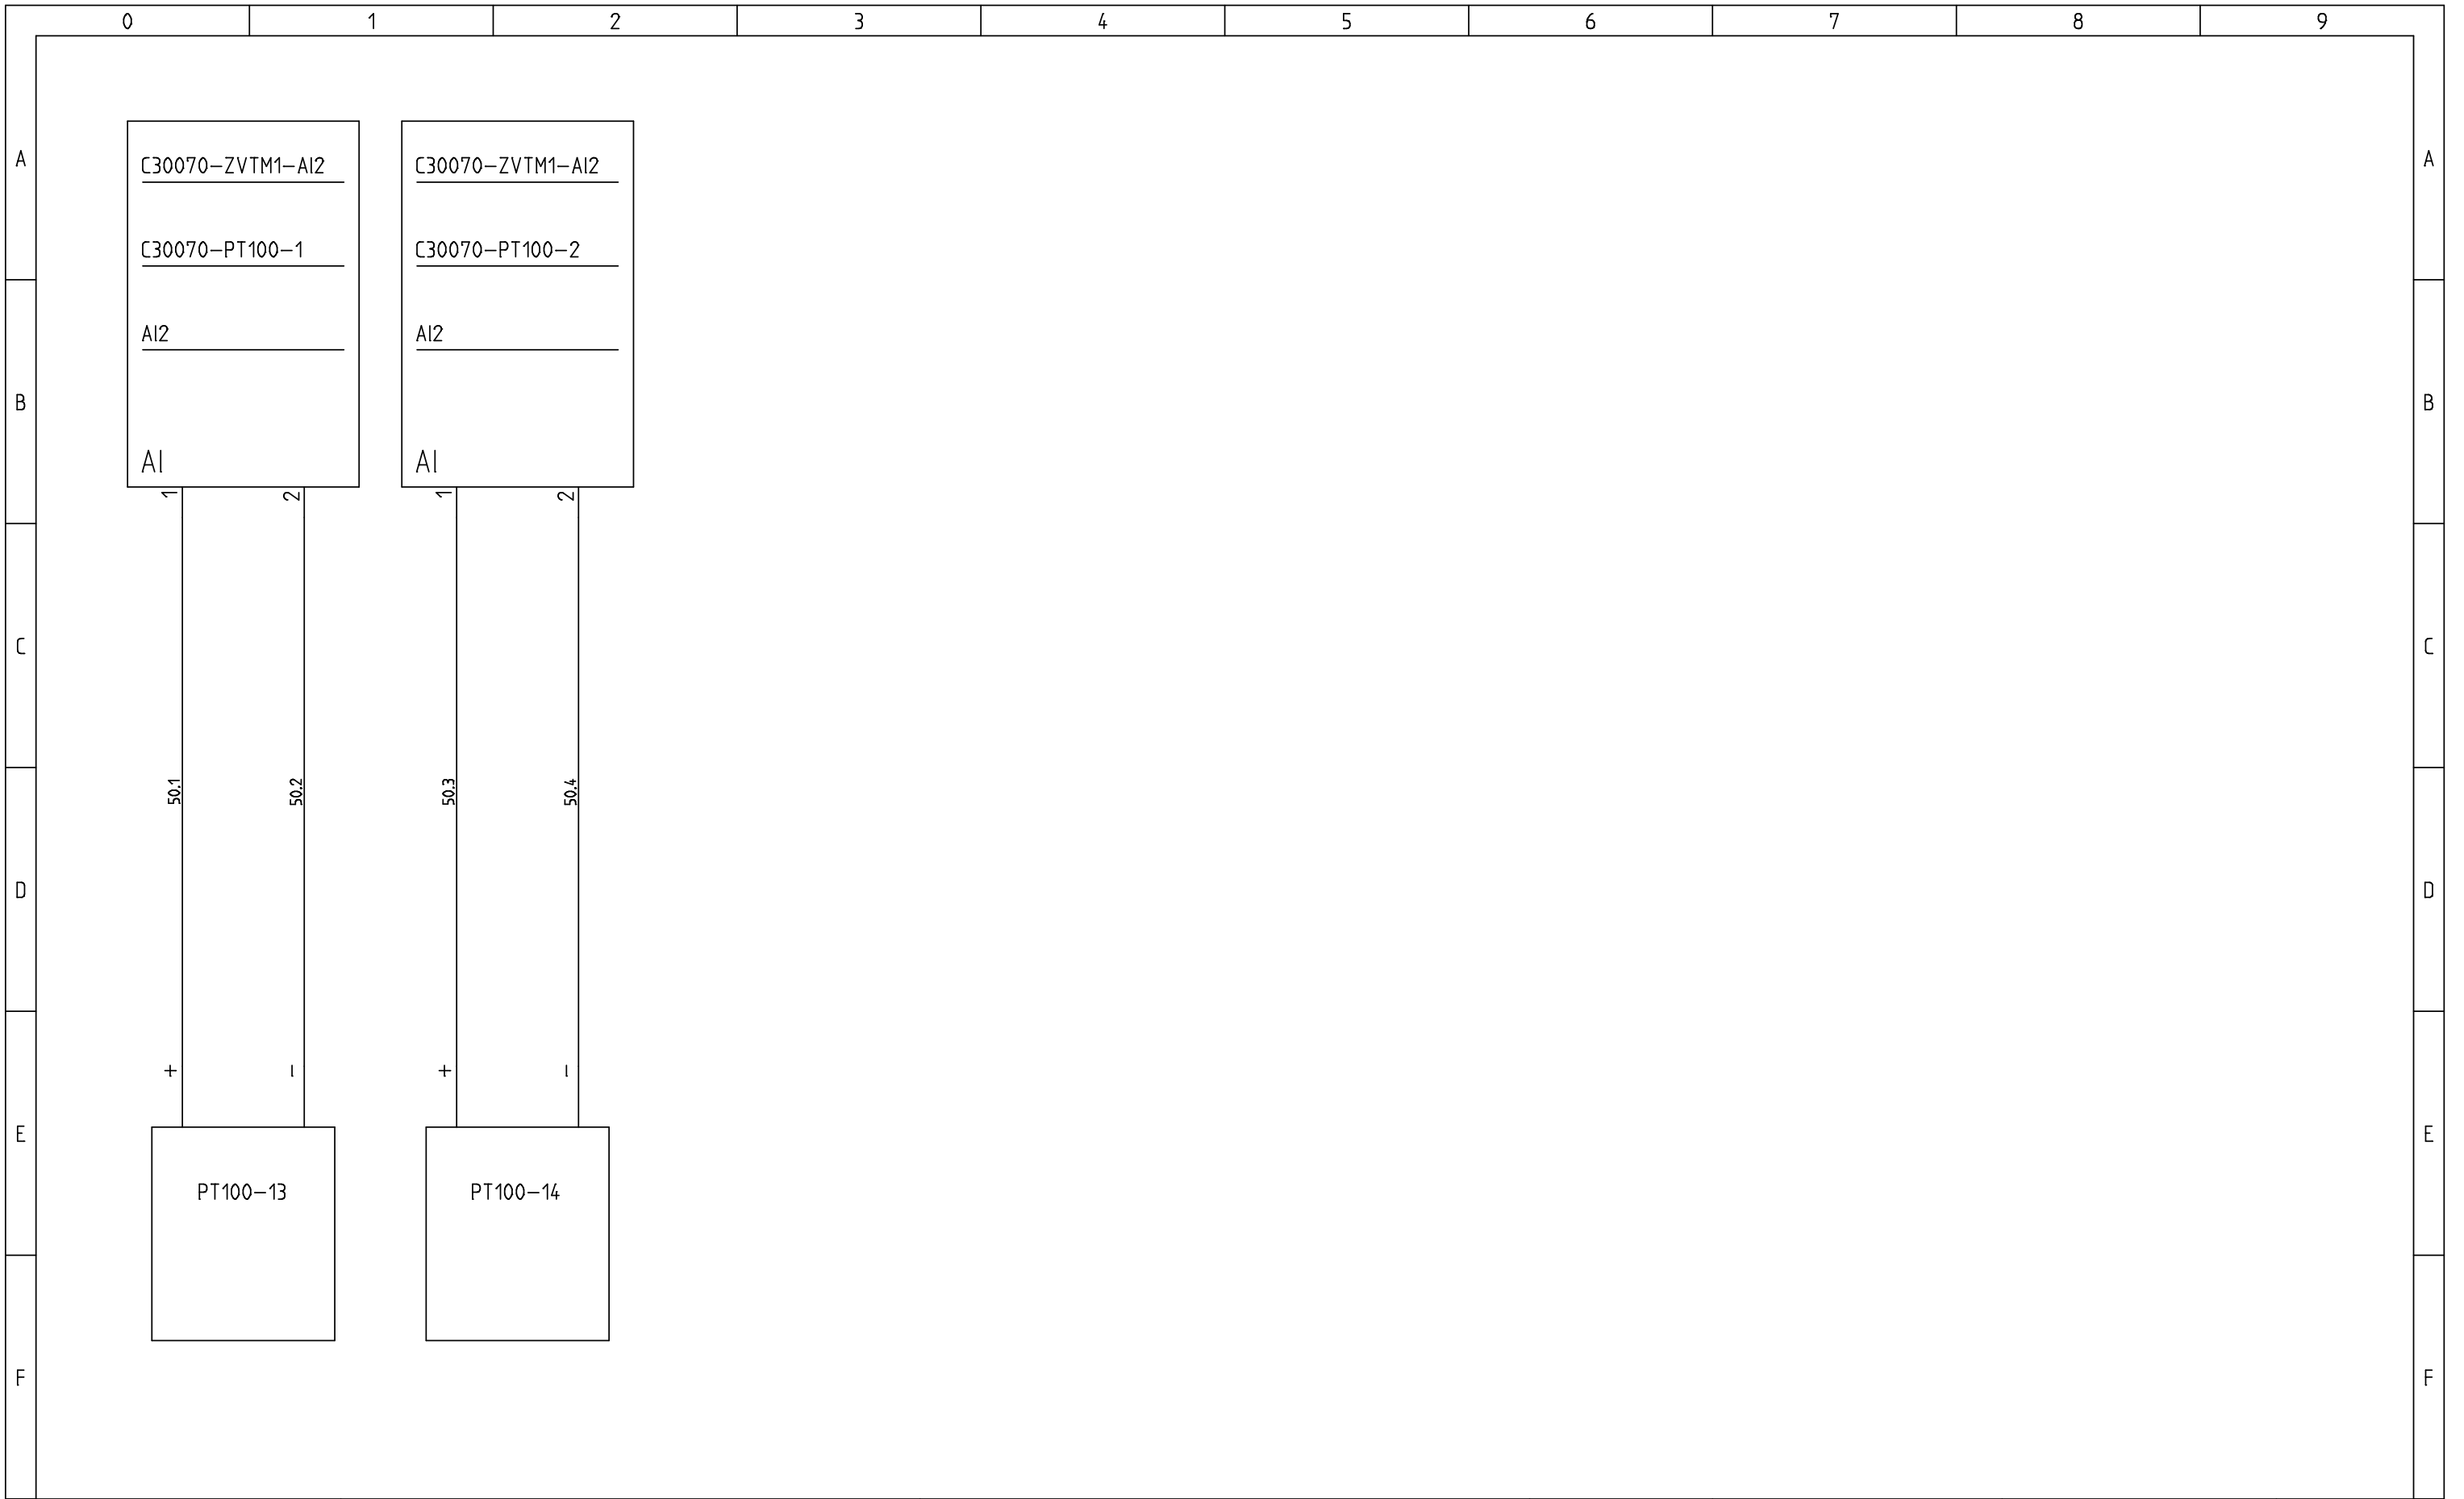 0 1 2 3 4 5 6 7 8 9
A A
C30070-ZVTM1-AI2 C30070-ZVTM1-AI2
C30070-PT100-1 C30070-PT100-2
AI2 AI2
B B
AI AI
1 2 1 2
C C
50.1 50.2 50.3 50.4
D D
+ - + -
E E
PT100-13 PT100-14
F F